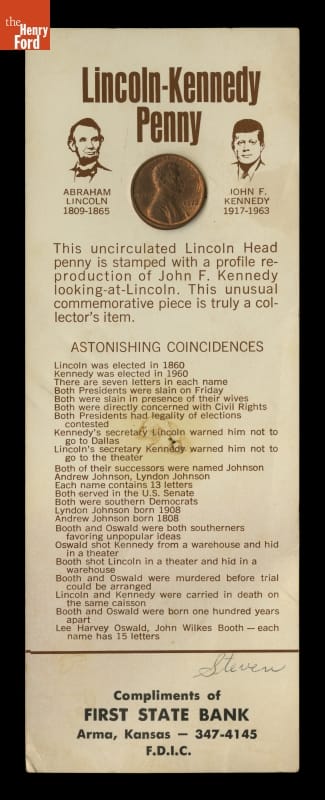 the
Henry
Ford
Lincoln-Kennedy
Penny
ABRAHAM
LINCOLN
1809-1865
JOHN F.
KENNEDY
1917-1963
This uncirculated Lincoln Head
penny is stamped with a profile re-
production of John F. Kennedy
looking-at-Lincoln. This unusual
commemorative piece is truly a col-
lector's item.
ASTONISHING COINCIDENCES
Lincoln was elected in 1860
Kennedy was elected in 1960
There are seven letters in each name
Both Presidents were slain on Friday
Both were slain in presence of their wives
Both were directly concerned with Civil Rights
Both Presidents had legality of elections
contested
Kennedy's secretary Lincoln warned him not
to go to Dallas
Lincoln's secretary Kennedy warned him not to
go to the theater
Both of their successors were named Johnson
Andrew Johnson, Lyndon Johnson
Each name contains 13 letters
Both served in the U.S. Senate
Both were southern Democrats
Lyndon Johnson born 1908
Andrew Johnson born 1808
Booth and Oswald were both southerners
favoring unpopular ideas
Oswald shot Kennedy from a warehouse and hid
in a theater
Booth shot Lincoln in a theater and hid in a
warehouse
Booth and Oswald were murdered before trial
could be arranged
Lincoln and Kennedy were carried in death on
the same caisson
Booth and Oswald were born one hundred years
apart
Lee Harvey Oswald, John Wilkes Booth — each
name has 15 letters
Steven
Compliments of
FIRST STATE BANK
Arma, Kansas — 347-4145
F.D.I.C.